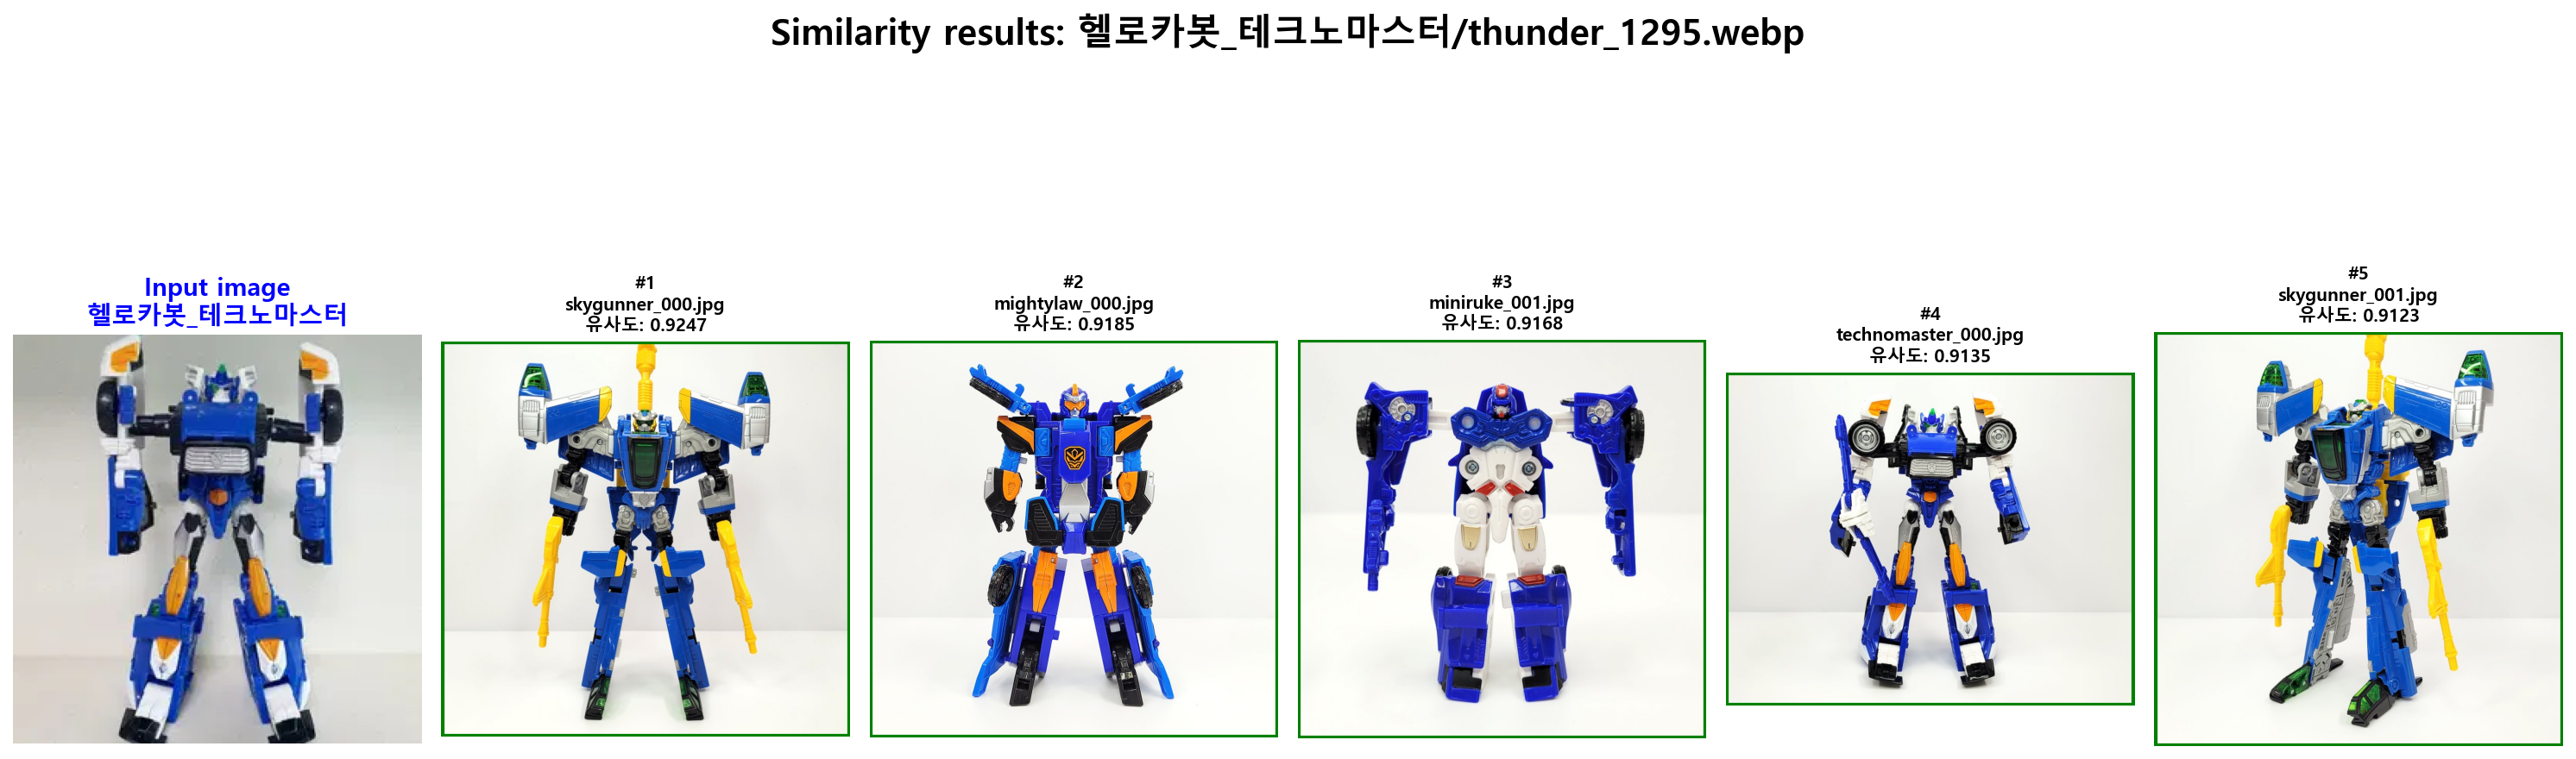 Similarity results: 헬로카봇_테크노마스터/thunder_1295.webp
Input image
헬로카봇_테크노마스터
#1
skygunner_000.jpg
유사도: 0.9247
#2
mightylaw_000.jpg
유사도: 0.9185
#3
miniruke_001.jpg
유사도: 0.9168
#4
technomaster_000.jpg
유사도: 0.9135
#5
skygunner_001.jpg
유사도: 0.9123